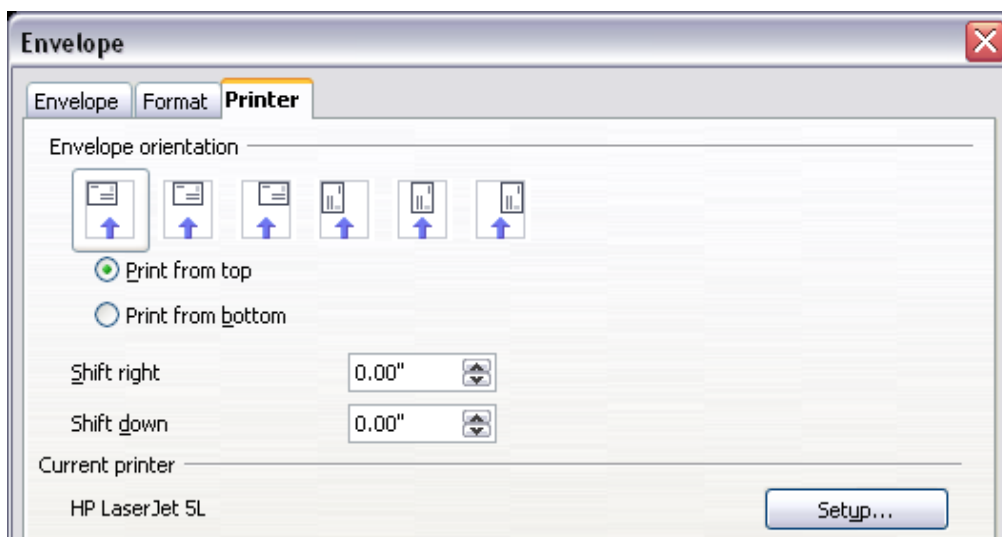 Envelope
Envelope Format Printer
Envelope orientation
Print from top
Print from bottom
Shift right 0.00"
Shift down 0.00"
Current printer
HP LaserJet 5L Setup...